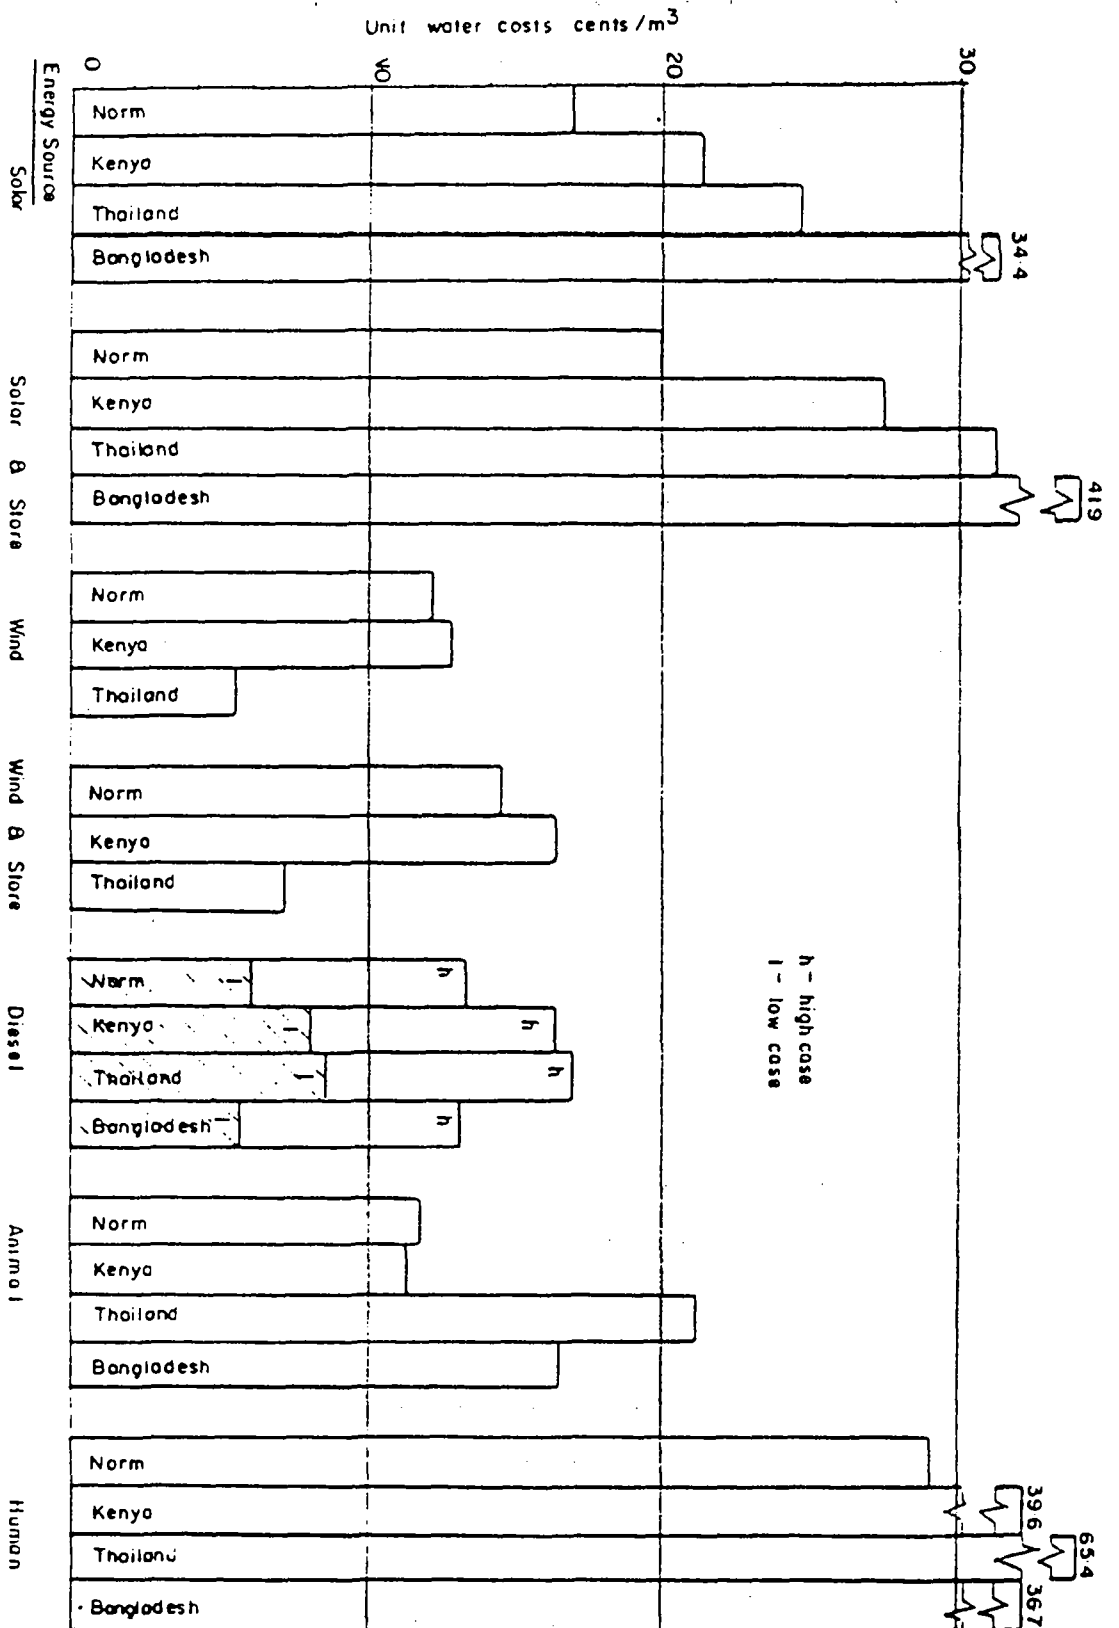 Unit water costs cents/m³
0
10
20
30
Energy Source
Solar
Norm
Kenya
Thailand
Bangladesh
34·4
Solar & Store
Norm
Kenya
Thailand
Bangladesh
41 9
Wind
Norm
Kenya
Thailand
Wind & Store
Norm
Kenya
Thailand
h - high case
l - low case
Diesel
Norm l h
Kenya l h
Thailand l h
Bangladesh l h
Animal
Norm
Kenya
Thailand
Bangladesh
Human
Norm
Kenya
39 6
Thailand
65·4
Bangladesh
36 7